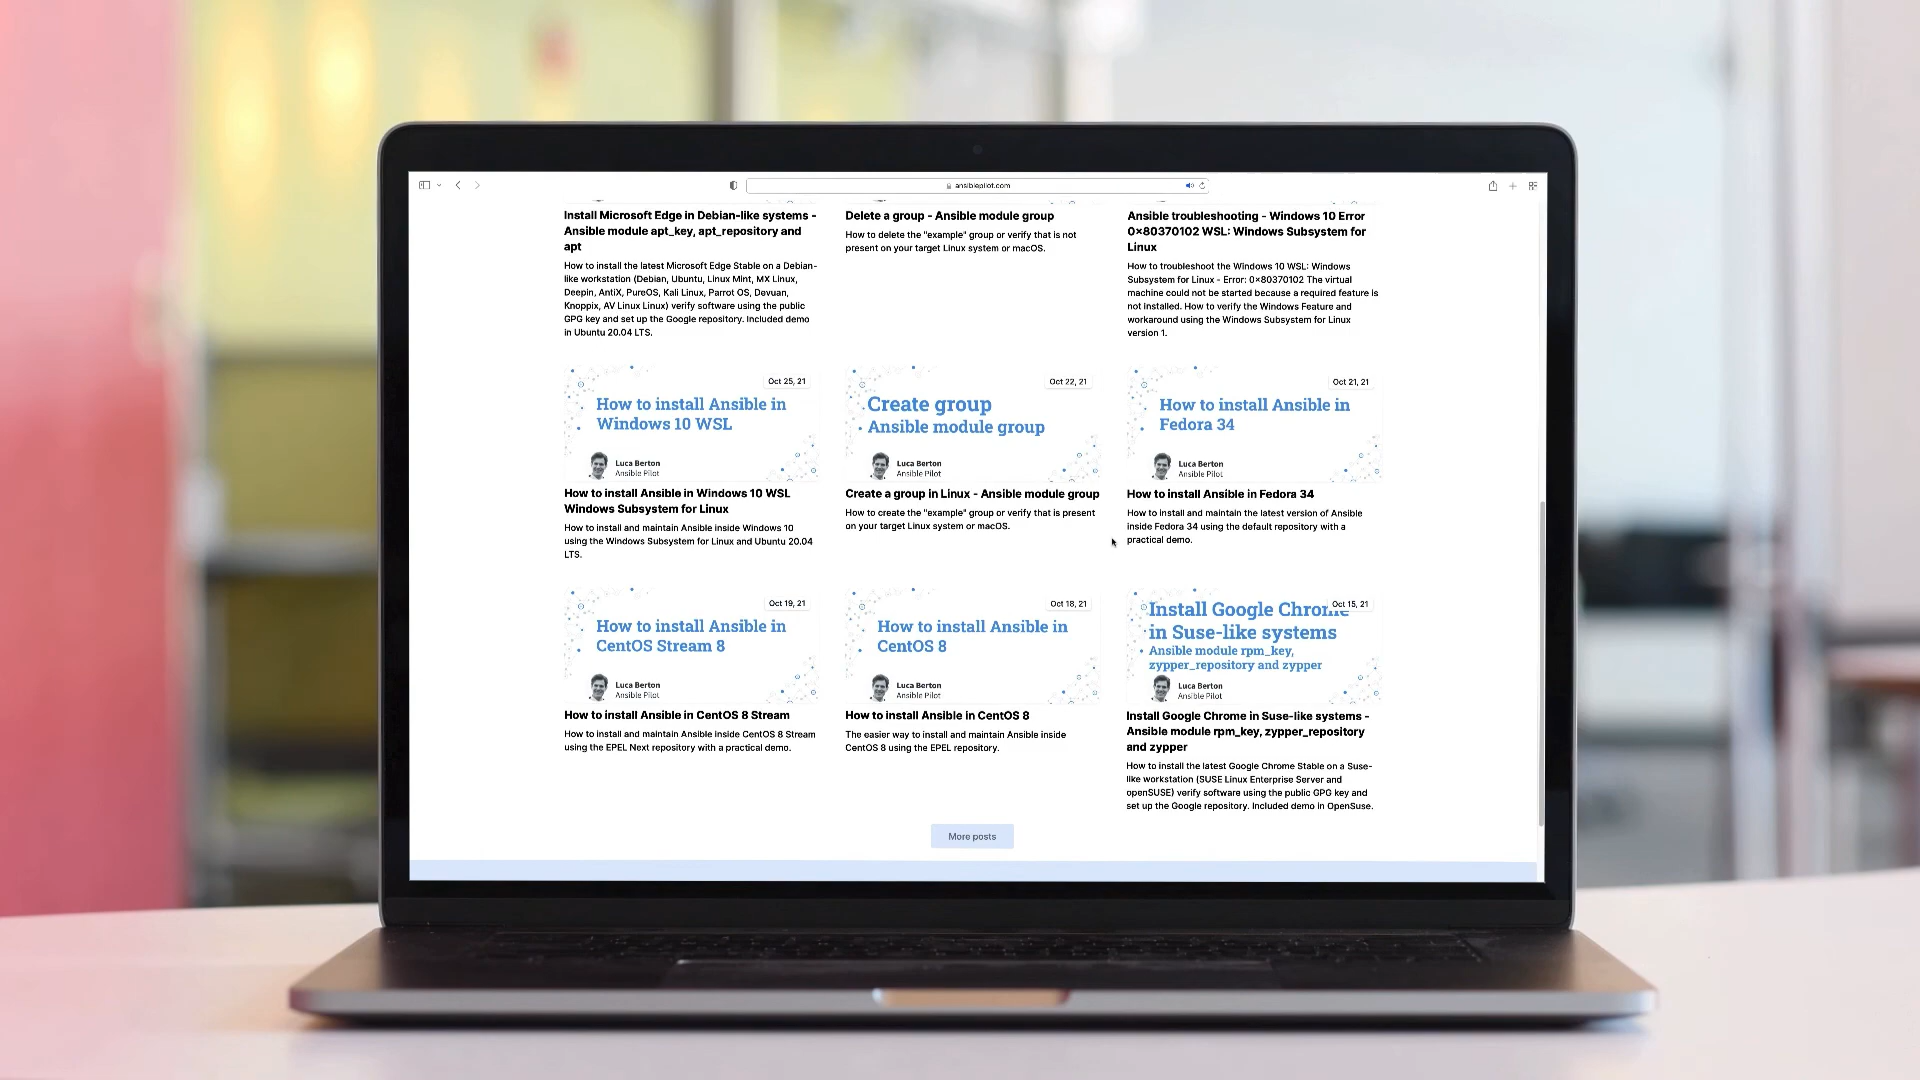 ansiblepilot.com
Install Microsoft Edge in Debian-like systems -
Ansible module apt_key, apt_repository and
apt
How to install the latest Microsoft Edge Stable on a Debian-
like workstation (Debian, Ubuntu, Linux Mint, MX Linux,
Deepin, AntiX, PureOS, Kali Linux, Parrot OS, Devuan,
Knoppix, AV Linux Linux) verify software using the public
GPG key and set up the Google repository. Included demo
in Ubuntu 20.04 LTS.
Delete a group - Ansible module group
How to delete the "example" group or verify that is not
present on your target Linux system or macOS.
Ansible troubleshooting - Windows 10 Error
0x80370102 WSL: Windows Subsystem for
Linux
How to troubleshoot the Windows 10 WSL: Windows
Subsystem for Linux - Error: 0x80370102 The virtual
machine could not be started because a required feature is
not installed. How to verify the Windows Feature and
workaround using the Windows Subsystem for Linux
version 1.
Oct 25, 21
How to install Ansible in
Windows 10 WSL
Luca Berton
Ansible Pilot
How to install Ansible in Windows 10 WSL
Windows Subsystem for Linux
How to install and maintain Ansible inside Windows 10
using the Windows Subsystem for Linux and Ubuntu 20.04
LTS.
Oct 22, 21
Create group
Ansible module group
Luca Berton
Ansible Pilot
Create a group in Linux - Ansible module group
How to create the "example" group or verify that is present
on your target Linux system or macOS.
Oct 21, 21
How to install Ansible in
Fedora 34
Luca Berton
Ansible Pilot
How to install Ansible in Fedora 34
How to install and maintain the latest version of Ansible
inside Fedora 34 using the default repository with a
practical demo.
Oct 19, 21
How to install Ansible in
CentOS Stream 8
Luca Berton
Ansible Pilot
How to install Ansible in CentOS 8 Stream
How to install and maintain Ansible inside CentOS 8 Stream
using the EPEL Next repository with a practical demo.
Oct 18, 21
How to install Ansible in
CentOS 8
Luca Berton
Ansible Pilot
How to install Ansible in CentOS 8
The easier way to install and maintain Ansible inside
CentOS 8 using the EPEL repository.
Oct 15, 21
Install Google Chrome
in Suse-like systems
Ansible module rpm_key,
zypper_repository and zypper
Luca Berton
Ansible Pilot
Install Google Chrome in Suse-like systems -
Ansible module rpm_key, zypper_repository
and zypper
How to install the latest Google Chrome Stable on a Suse-
like workstation (SUSE Linux Enterprise Server and
openSUSE) verify software using the public GPG key and
set up the Google repository. Included demo in OpenSuse.
More posts